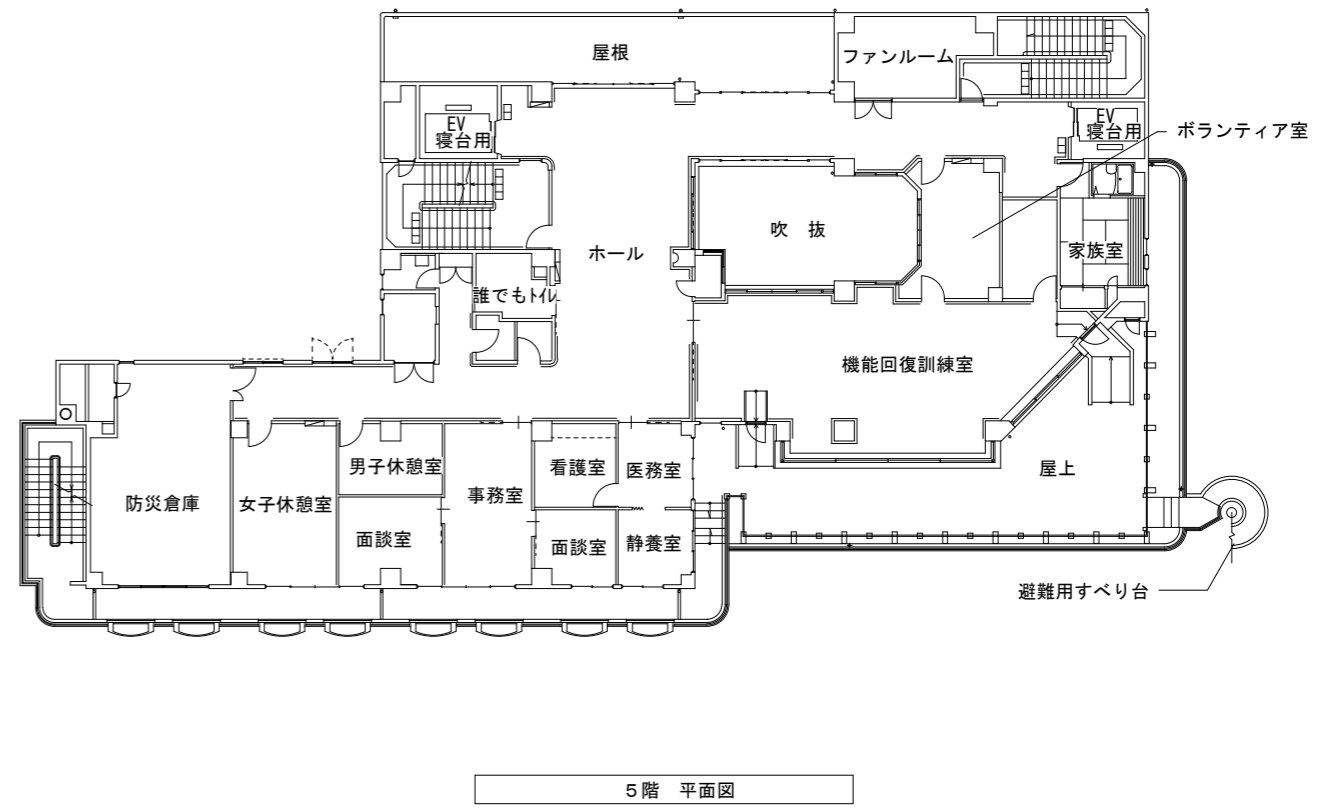 屋根
ファンルーム
EV
寝台用
EV
寝台用
ボランティア室
吹 抜
ホール
家族室
誰でもﾄｲﾚ
機能回復訓練室
男子休憩室
看護室
医務室
屋上
防災倉庫
女子休憩室
事務室
面談室
面談室
静養室
避難用すべり台
5階 平面図